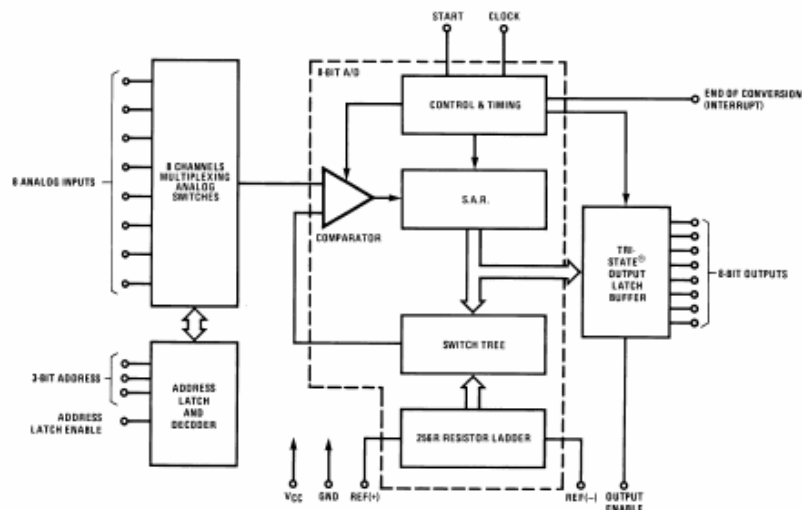 START
CLOCK
8-BIT A/D
CONTROL & TIMING
END OF CONVERSION
(INTERRUPT)
8 ANALOG INPUTS
8 CHANNELS
MULTIPLEXING
ANALOG
SWITCHES
S.A.R.
COMPARATOR
TRI-
STATE®
OUTPUT
LATCH
BUFFER
8-BIT OUTPUTS
SWITCH TREE
3-BIT ADDRESS
ADDRESS
LATCH ENABLE
ADDRESS
LATCH
AND
DECODER
256R RESISTOR LADDER
VCC
GND
REF(+)
REF(−)
OUTPUT
ENABLE